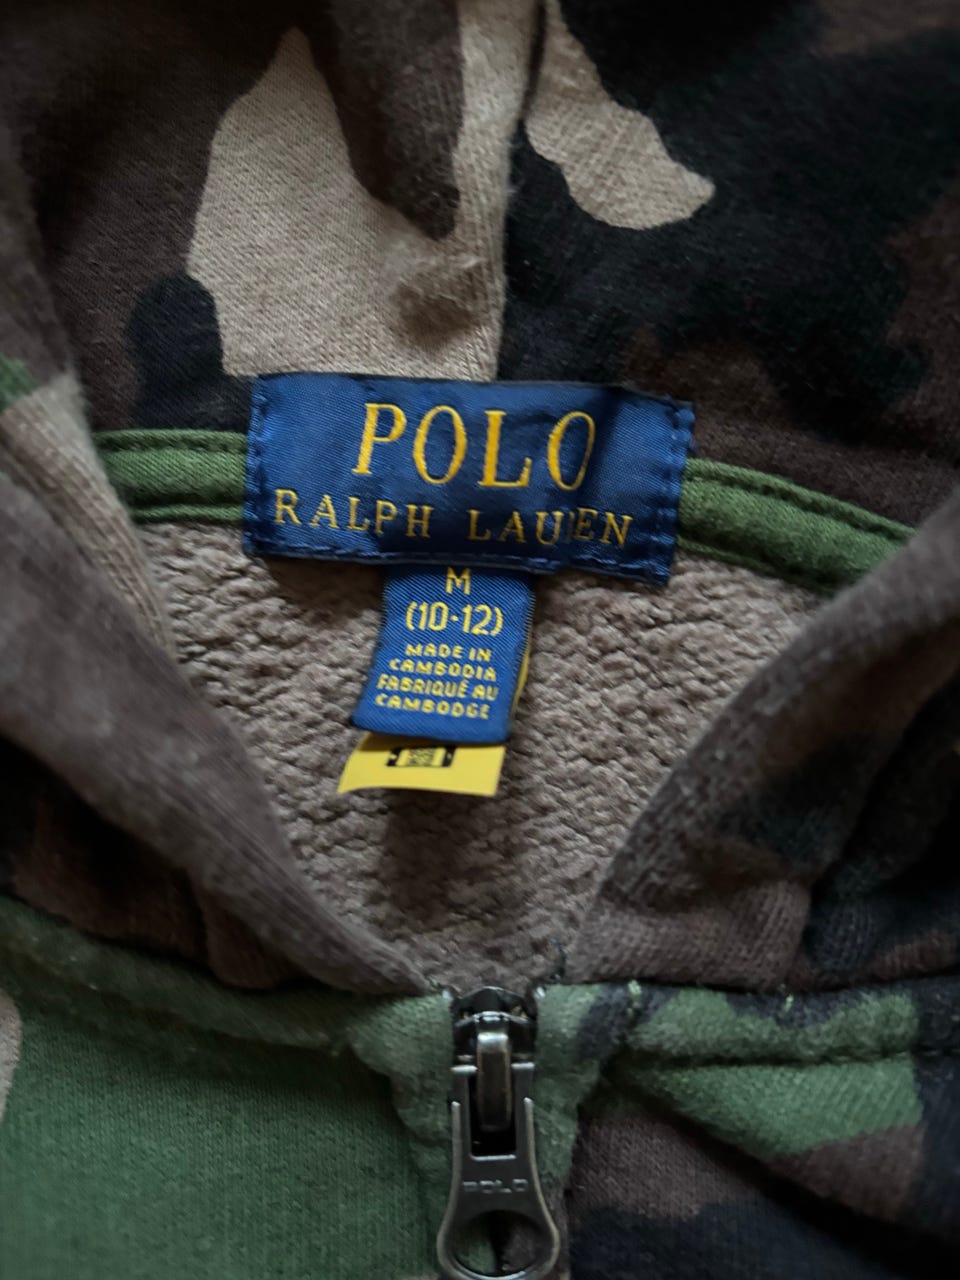 POLO
RALPH LAUREN
M
(10-12)
MADE IN
CAMBODIA
FABRIQUÉ AU
CAMBODGE
POLO